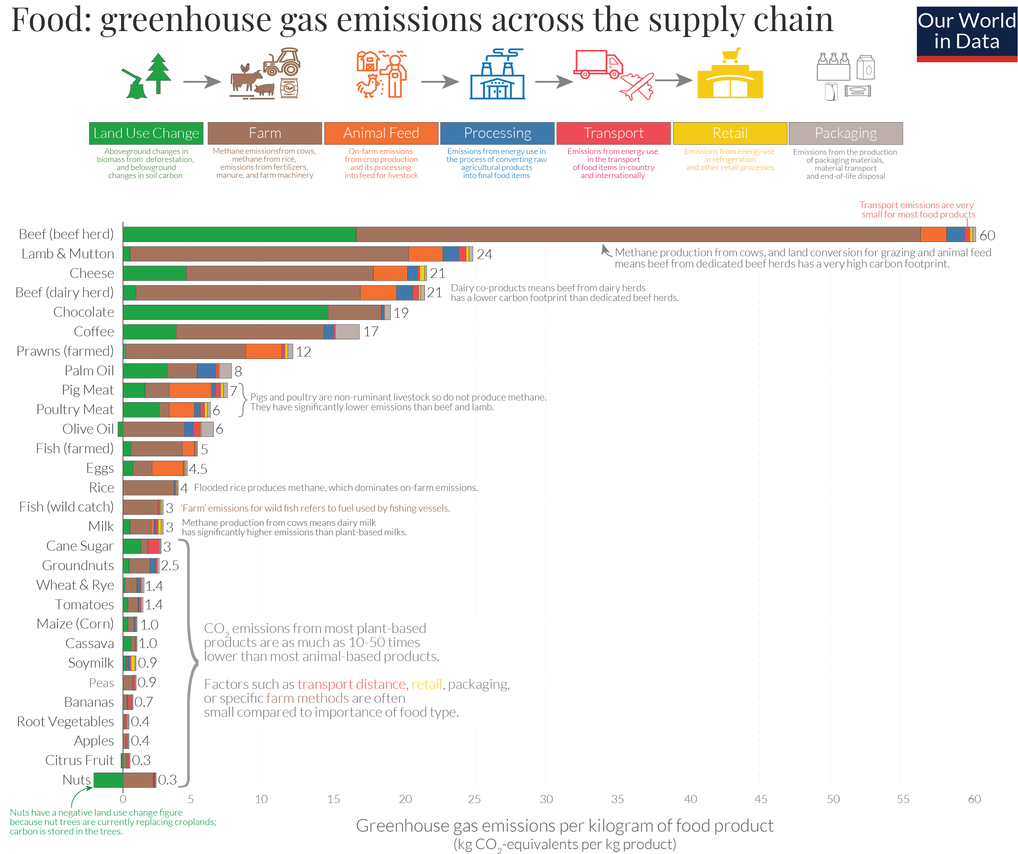 Food: greenhouse gas emissions across the supply chain
Our World
in Data
Land Use Change
Farm
Animal Feed
Processing
Transport
Retail
Packaging
Aboveground changes in
biomass from deforestation,
and belowground
changes in soil carbon
Methane emissionsfrom cows,
methane from rice,
emissions from fertilizers,
manure, and farm machinery
On-farm emissions
from crop production
and its processing
into feed for livestock
Emissions from energy use in
the process of converting raw
agricultural products
into final food items
Emissions from energy use
in the transport
of food items in-country
and internationally
Emissions from energy use
in refrigeration
and other retail processes
Emissions from the production
of packaging materials,
material transport
and end-of-life disposal
Transport emissions are very
small for most food products
Beef (beef herd) 60
Methane production from cows, and land conversion for grazing and animal feed
means beef from dedicated beef herds has a very high carbon footprint.
Lamb & Mutton 24
Cheese 21
Beef (dairy herd) 21
Dairy co-products means beef from dairy herds
has a lower carbon footprint than dedicated beef herds.
Chocolate 19
Coffee 17
Prawns (farmed) 12
Palm Oil 8
Pig Meat 7
Pigs and poultry are non-ruminant livestock so do not produce methane.
They have significantly lower emissions than beef and lamb.
Poultry Meat 6
Olive Oil 6
Fish (farmed) 5
Eggs 4.5
Rice 4 Flooded rice produces methane, which dominates on-farm emissions.
Fish (wild catch) 3 'Farm' emissions for wild fish refers to fuel used by fishing vessels.
Milk 3
Methane production from cows means dairy milk
has significantly higher emissions than plant-based milks.
Cane Sugar 3
Groundnuts 2.5
Wheat & Rye 1.4
Tomatoes 1.4
Maize (Corn) 1.0
Cassava 1.0
Soymilk 0.9
Peas 0.9
Bananas 0.7
Root Vegetables 0.4
Apples 0.4
Citrus Fruit 0.3
Nuts 0.3
CO2 emissions from most plant-based
products are as much as 10-50 times
lower than most animal-based products.
Factors such as transport distance, retail, packaging,
or specific farm methods are often
small compared to importance of food type.
0 5 10 15 20 25 30 35 40 45 50 55 60
Nuts have a negative land use change figure
because nut trees are currently replacing croplands;
carbon is stored in the trees.
Greenhouse gas emissions per kilogram of food product
(kg CO2-equivalents per kg product)